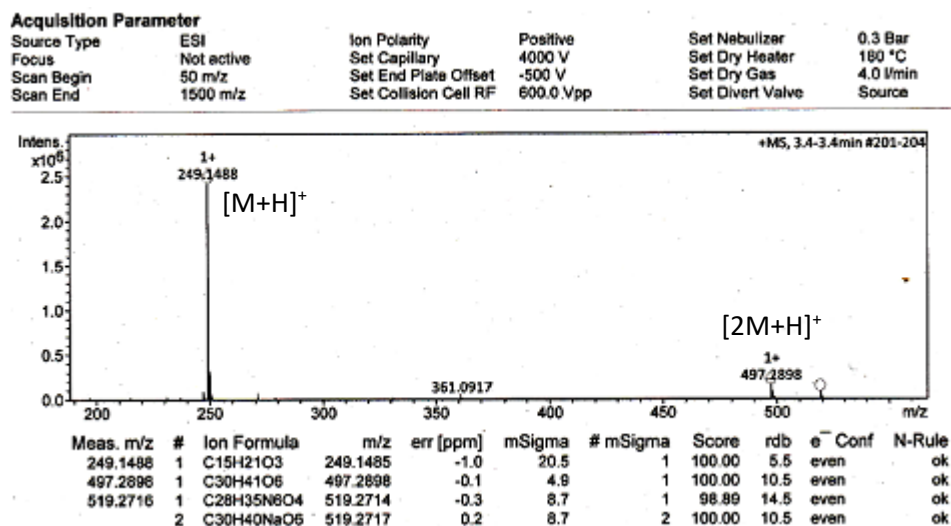 Acquisition Parameter
Source Type ESI Ion Polarity Positive Set Nebulizer 0.3 Bar
Focus Not active Set Capillary 4000 V Set Dry Heater 180 °C
Scan Begin 50 m/z Set End Plate Offset -500 V Set Dry Gas 4.0 l/min
Scan End 1500 m/z Set Collision Cell RF 600.0 Vpp Set Divert Valve Source
Intens.
x10⁶
+MS, 3.4-3.4min #201-204
1+
249.1488
[M+H]⁺
2.5
2.0
1.5
1.0
0.5
0.0
[2M+H]⁺
1+
497.2898
361.0917
200 250 300 350 400 450 500 m/z
Meas. m/z # Ion Formula m/z err [ppm] mSigma # mSigma Score rdb e⁻ Conf N-Rule
249.1488 1 C15H21O3 249.1485 -1.0 20.5 1 100.00 5.5 even ok
497.2898 1 C30H41O6 497.2898 -0.1 4.9 1 100.00 10.5 even ok
519.2716 1 C28H35N6O4 519.2714 -0.3 8.7 1 98.89 14.5 even ok
2 C30H40NaO6 519.2717 0.2 8.7 2 100.00 10.5 even ok